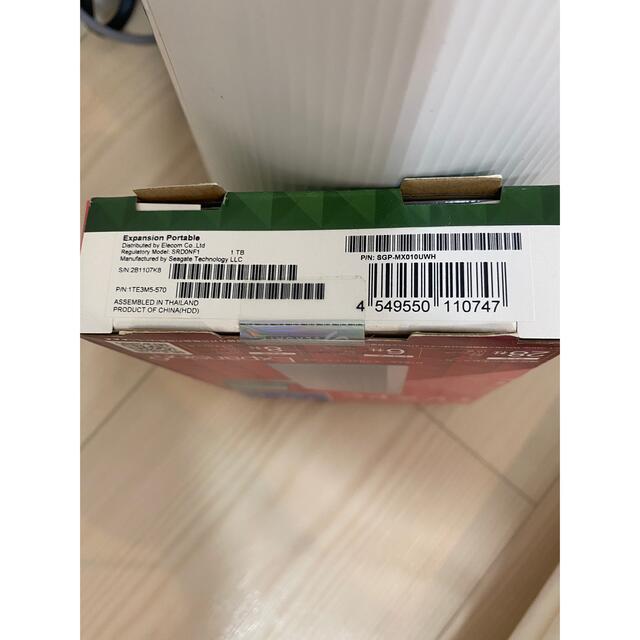 Expansion Portable
Distributed by Elecom Co.,Ltd
Regulatory Model: SRD0NF1 1 TB
Manufactured by Seagate Technology LLC
P/N: SGP-MX010UWH
S/N:2B1107K8
P/N:1TE3M5-570
ASSEMBLED IN THAILAND
PRODUCT OF CHINA(HDD)
4 549550 110747